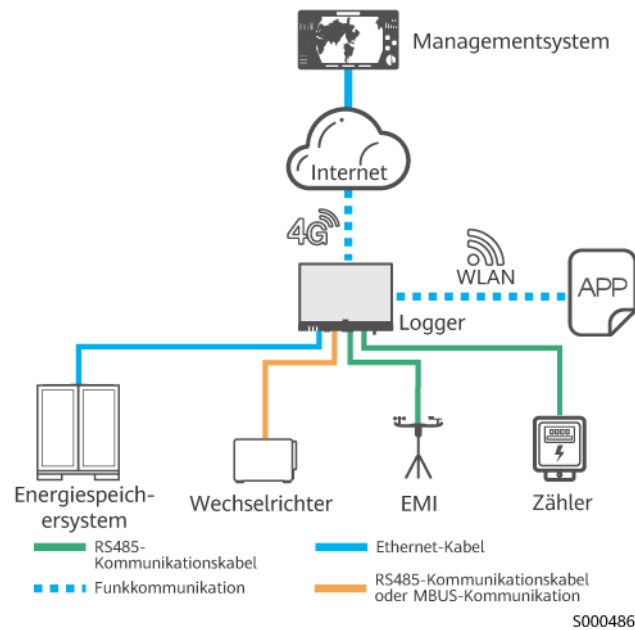 Managementsystem
Internet
4G
WLAN
APP
Logger
Energiespeich-
ersystem
Wechselrichter
EMI
Zähler
RS485-
Kommunikationskabel
Ethernet-Kabel
Funkkommunikation
RS485-Kommunikationskabel
oder MBUS-Kommunikation
S000486